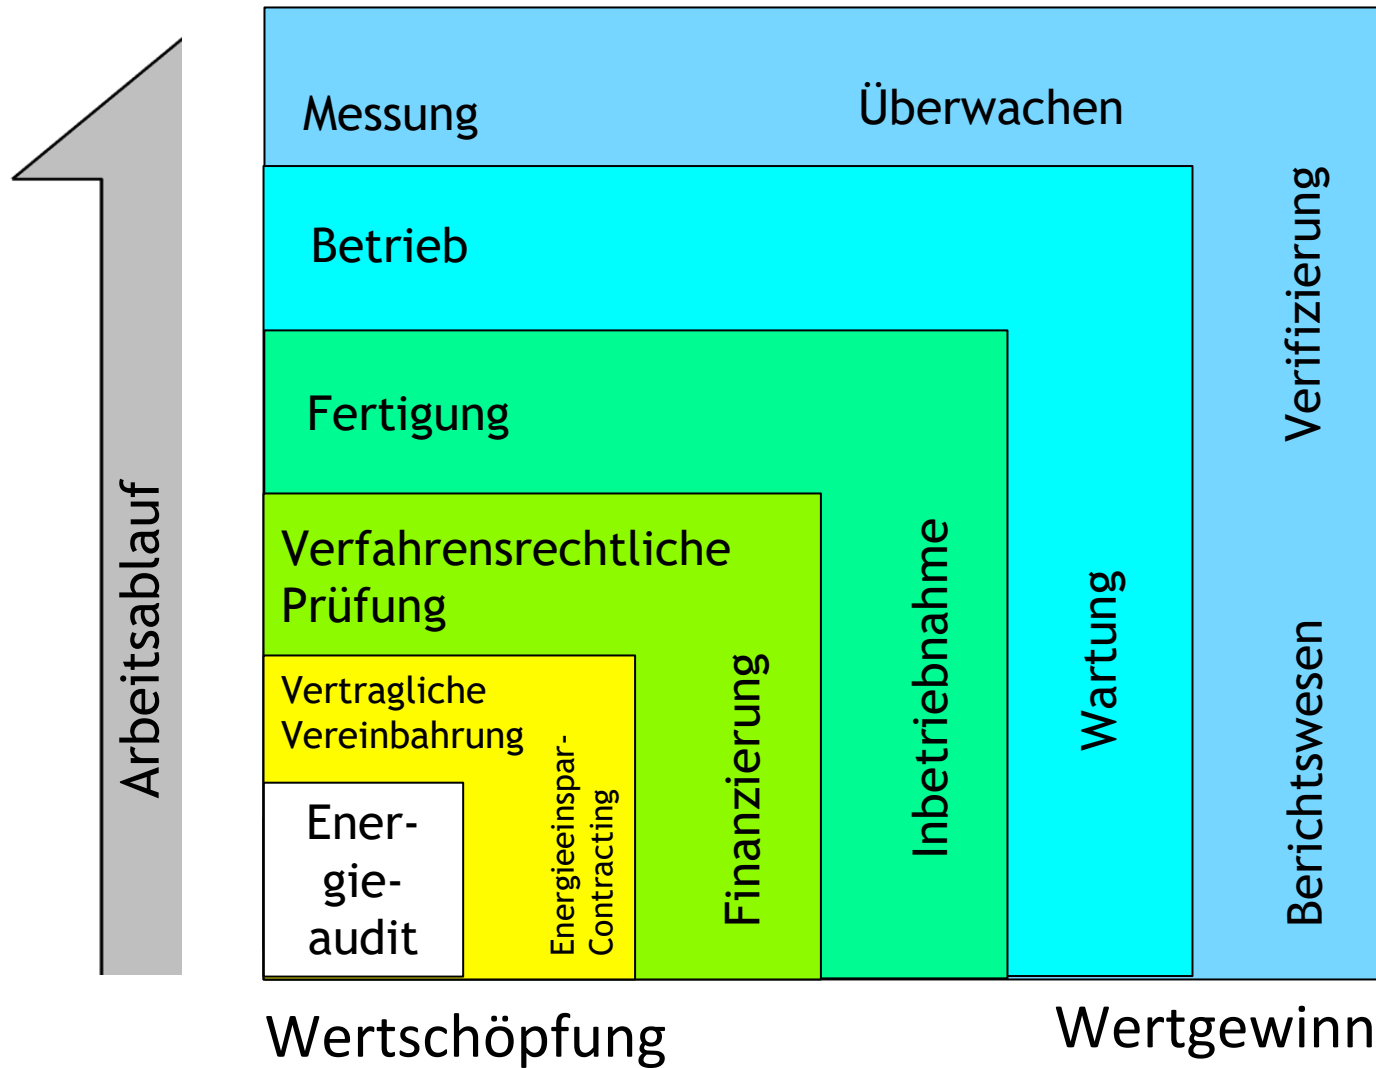 Messung
Überwachen
Verifizierung
Betrieb
Fertigung
Arbeitsablauf
Verfahrensrechtliche
Prüfung
Inbetriebnahme
Wartung
Berichtswesen
Vertragliche
Vereinbahrung
Energieeinspar-
Contracting
Finanzierung
Ener-
gie-
audit
Wertschöpfung
Wertgewinn